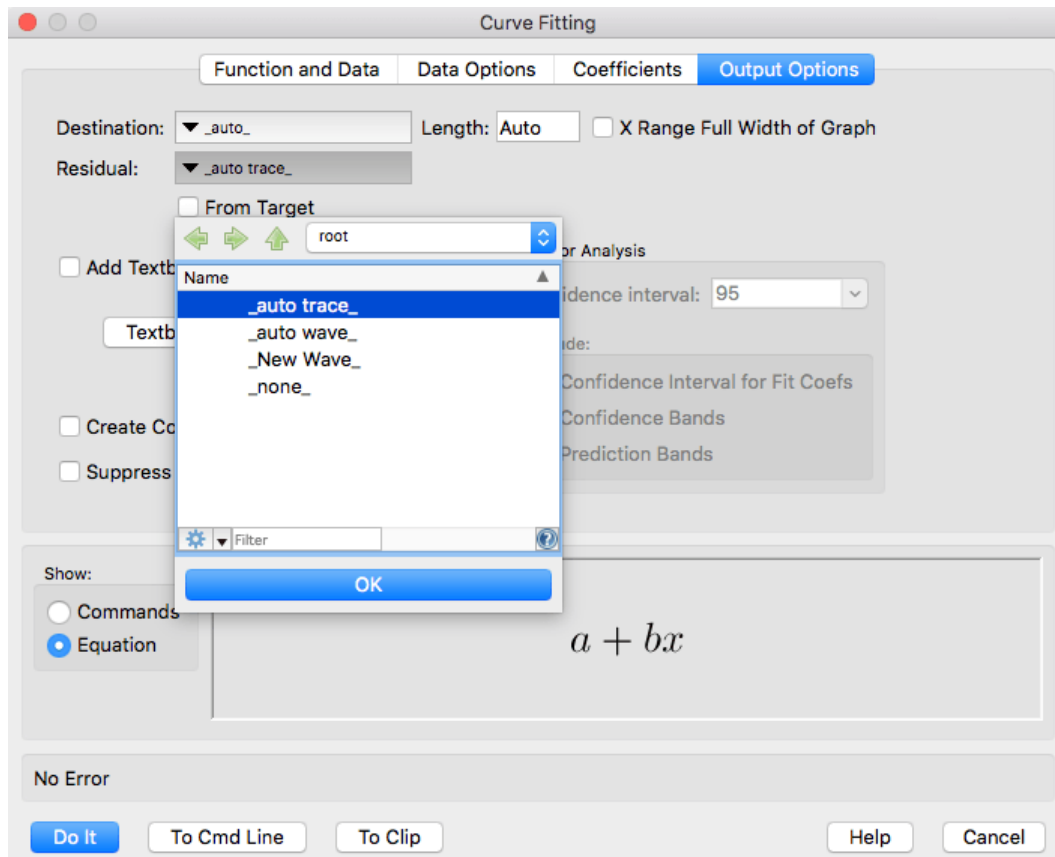 Curve Fitting
Function and Data Data Options Coefficients Output Options
Destination: _auto_ Length: Auto X Range Full Width of Graph
Residual: _auto trace_
From Target
root
Add Textb
or Analysis
Name
idence interval: 95
_auto trace_
Textb
_auto wave_
_New Wave_
_none_
Confidence Interval for Fit Coefs
Create Co
Confidence Bands
Suppress
Prediction Bands
Filter
OK
Show:
Commands
Equation
a + bx
No Error
Do It To Cmd Line To Clip Help Cancel